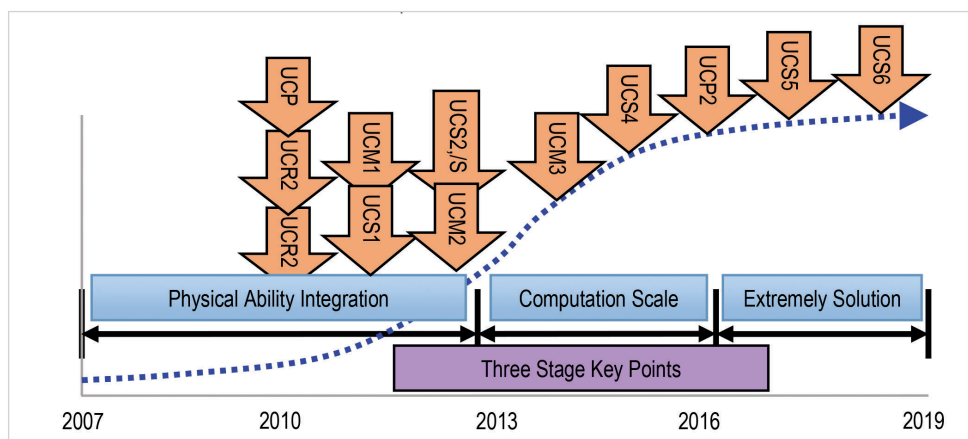 UCP
UCR2
UCR2
UCM1
UCS1
UCS2,/S
UCM2
UCM3
UCS4
UCP2
UCS5
UCS6
Physical Ability Integration
Computation Scale
Extremely Solution
Three Stage Key Points
2007
2010
2013
2016
2019